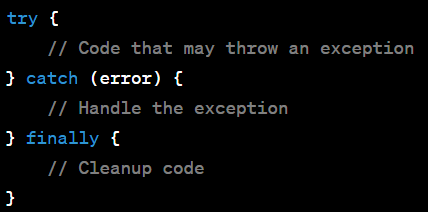 try {
    // Code that may throw an exception
} catch (error) {
    // Handle the exception
} finally {
    // Cleanup code
}